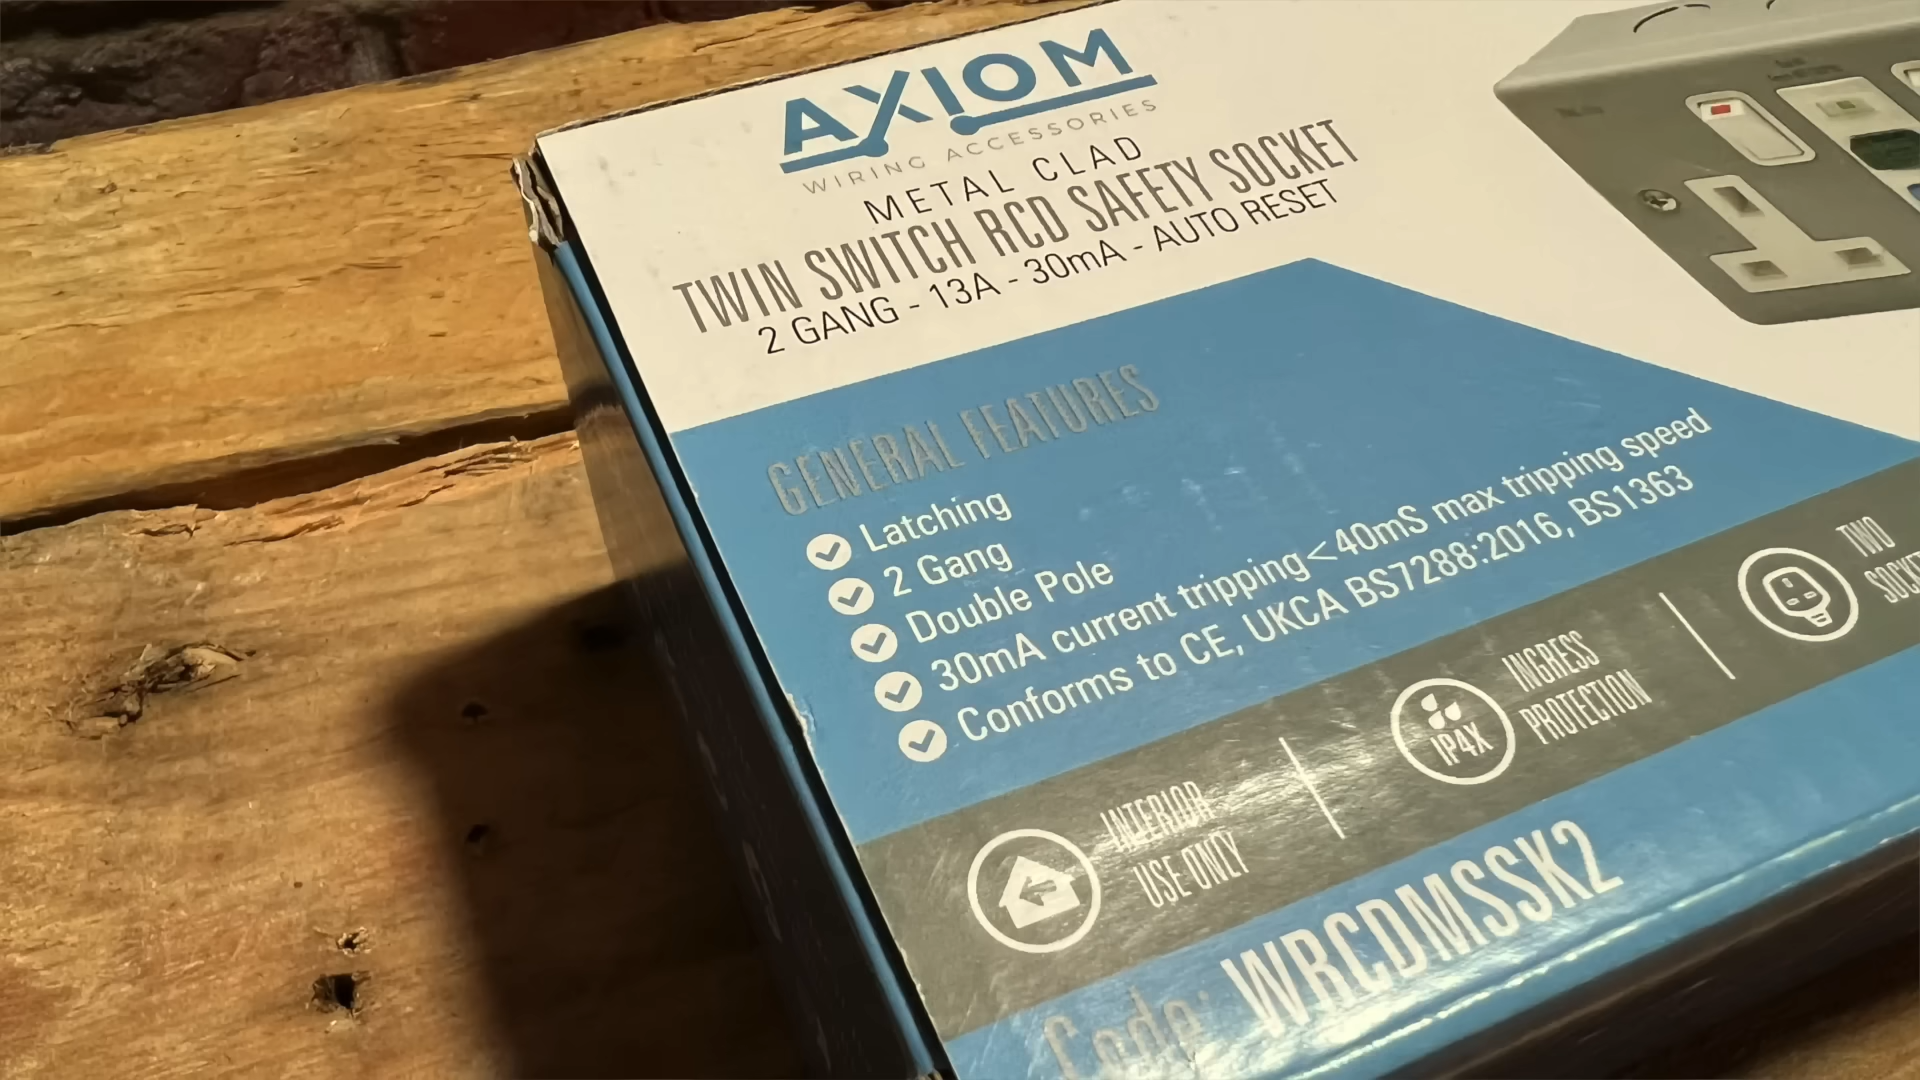 AXIOM
WIRING ACCESSORIES
METAL CLAD
TWIN SWITCH RCD SAFETY SOCKET
2 GANG - 13A - 30mA - AUTO RESET
GENERAL FEATURES
Latching
2 Gang
Double Pole
30mA current tripping<40mS max tripping speed
Conforms to CE, UKCA BS7288:2016, BS1363
INTERIOR
USE ONLY
IP4X
INGRESS
PROTECTION
TWO
Code: WRCDMSSK2